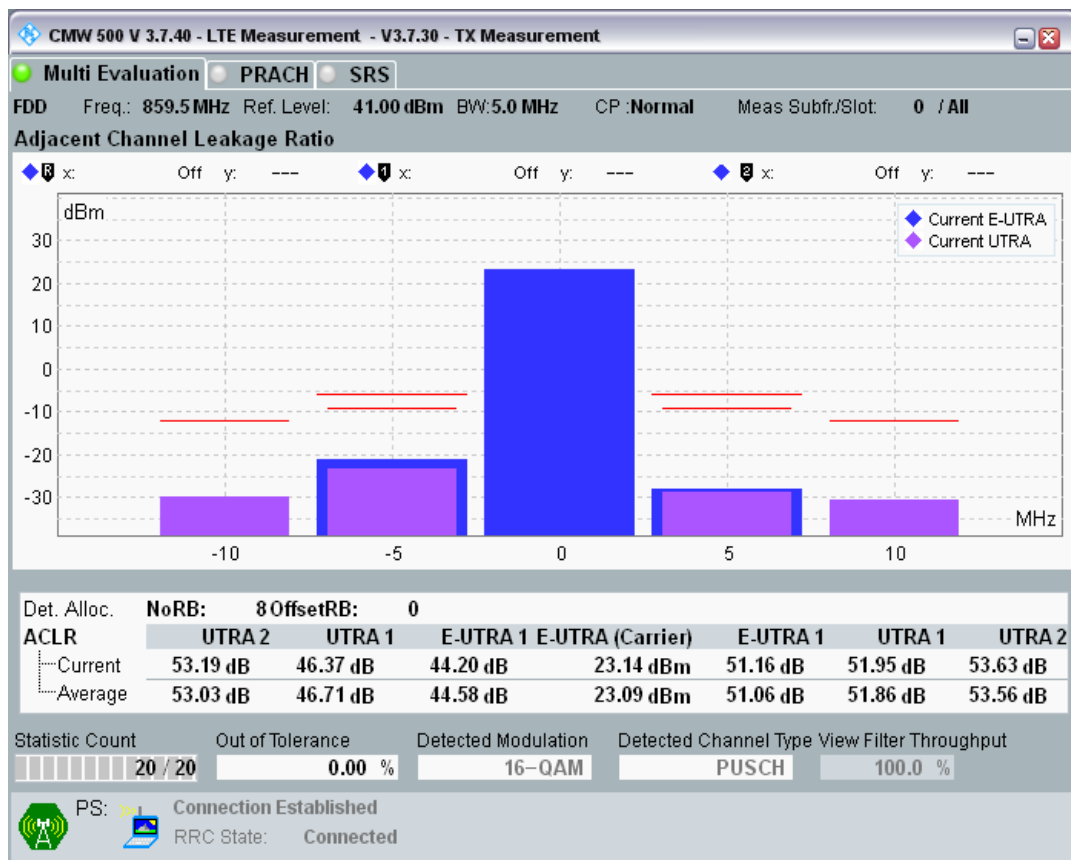 CMW 500 V 3.7.40 - LTE Measurement - V3.7.30 - TX Measurement
Multi Evaluation PRACH SRS
FDD Freq.: 859.5 MHz Ref. Level: 41.00 dBm BW:5.0 MHz CP :Normal Meas Subfr./Slot: 0 / All
Adjacent Channel Leakage Ratio
R x: Off y: --- 1 x: Off y: --- 2 x: Off y: ---
dBm
Current E-UTRA
Current UTRA
30
20
10
0
-10
-20
-30
MHz
-10 -5 0 5 10
Det. Alloc. NoRB: 8 OffsetRB: 0
ACLR UTRA 2 UTRA 1 E-UTRA 1 E-UTRA (Carrier) E-UTRA 1 UTRA 1 UTRA 2
Current 53.19 dB 46.37 dB 44.20 dB 23.14 dBm 51.16 dB 51.95 dB 53.63 dB
Average 53.03 dB 46.71 dB 44.58 dB 23.09 dBm 51.06 dB 51.86 dB 53.56 dB
Statistic Count Out of Tolerance Detected Modulation Detected Channel Type View Filter Throughput
20 / 20 0.00 % 16-QAM PUSCH 100.0 %
PS: Connection Established
RRC State: Connected